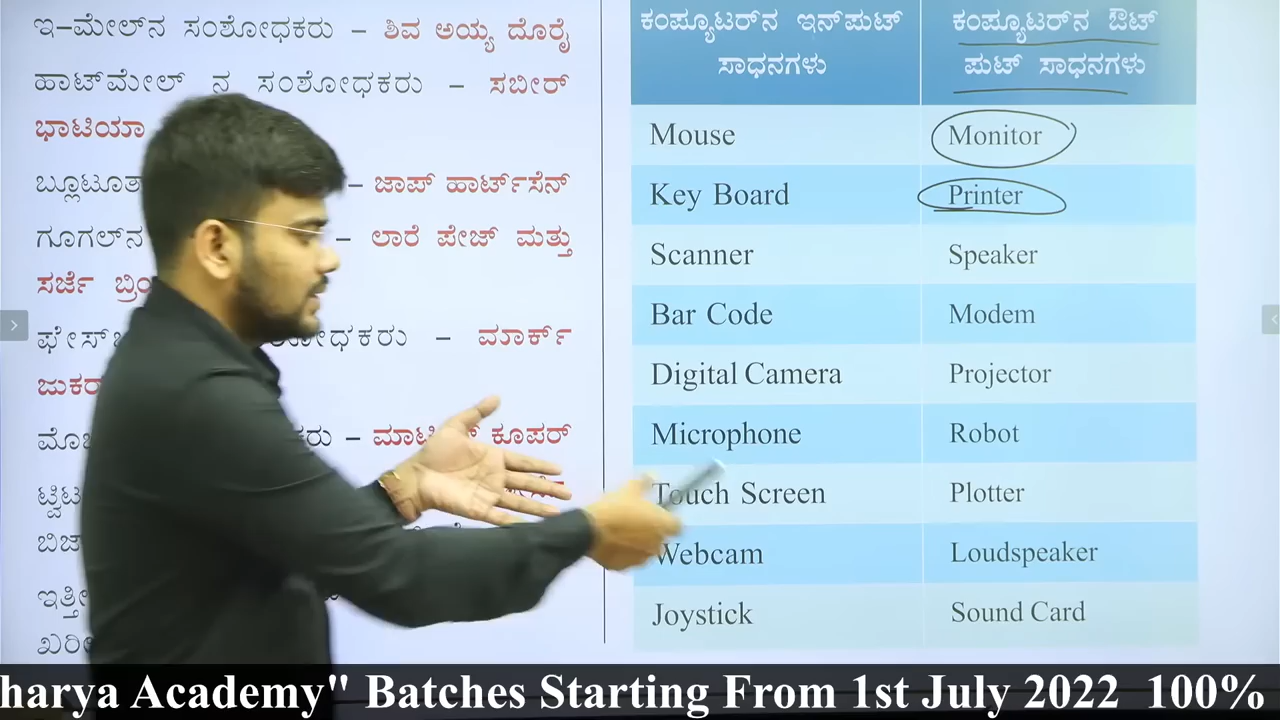 ಇ-ಮೇಲ್‌ನ ಸಂಶೋಧಕರು - ಶಿವ ಅಯ್ಯ ದೊರೈ
ಹಾಟ್‌ಮೇಲ್ ನ ಸಂಶೋಧಕರು - ಸಬೀರ್
ಭಾಟಿಯಾ
- ಜಾಪ್ ಹಾರ್ಟ್‌ಸೆನ್
ಗೂಗಲ್‌ನ - ಲಾರೆ ಪೇಜ್ ಮತ್ತು
ಸರ್ಜೆ
- ಮಾರ್ಕ್
ಕೂಪರ್
ಕಂಪ್ಯೂಟರ್‌ನ ಇನ್‌ಪುಟ್
ಸಾಧನಗಳು
ಕಂಪ್ಯೂಟರ್‌ನ ಔಟ್
ಪುಟ್ ಸಾಧನಗಳು
Mouse Monitor
Key Board Printer
Scanner Speaker
Bar Code Modem
Digital Camera Projector
Microphone Robot
Touch Screen Plotter
Webcam Loudspeaker
Joystick Sound Card
harya Academy" Batches Starting From 1st July 2022 100%